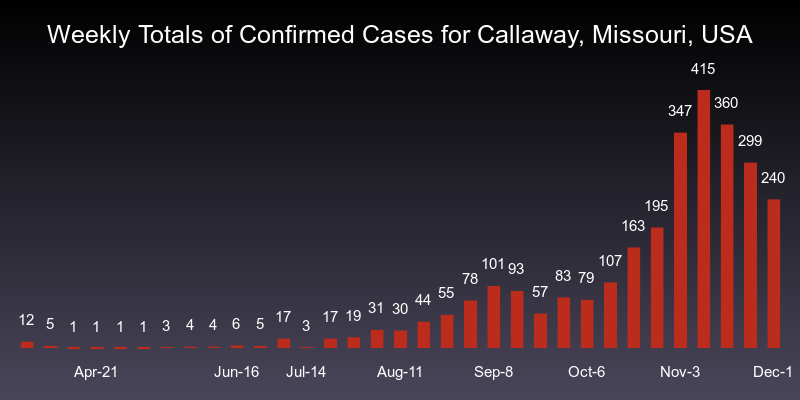 Weekly Totals of Confirmed Cases for Callaway, Missouri, USA
12 5 1 1 1 1 3 4 4 6 5 17 3 17 19 31 30 44 55 78 101 93 57 83 79 107 163 195 347 415 360 299 240
Apr-21 Jun-16 Jul-14 Aug-11 Sep-8 Oct-6 Nov-3 Dec-1